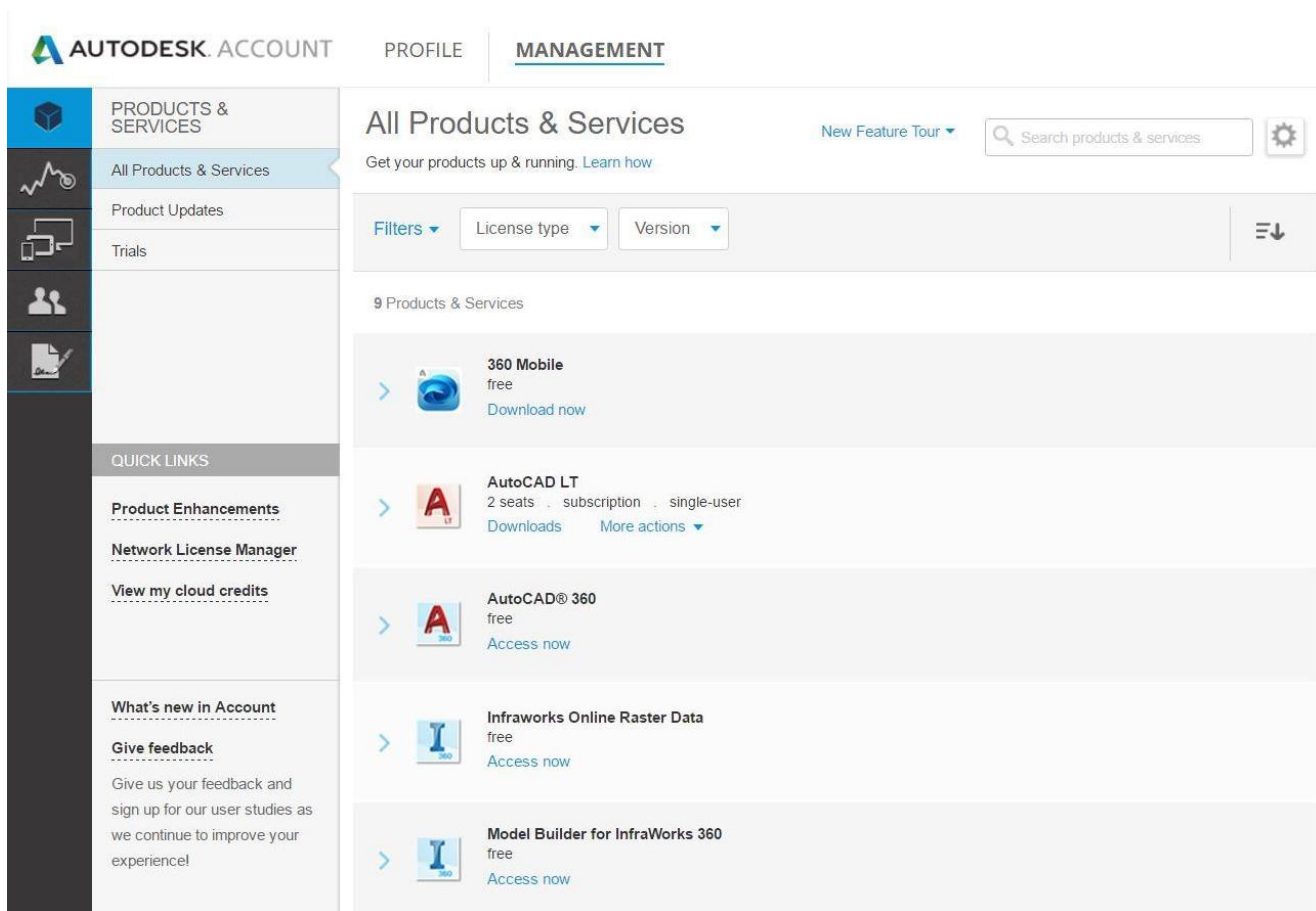 AUTODESK. ACCOUNT
PROFILE
MANAGEMENT
PRODUCTS &
SERVICES
All Products & Services
Product Updates
Trials
QUICK LINKS
Product Enhancements
Network License Manager
View my cloud credits
What's new in Account
Give feedback
Give us your feedback and
sign up for our user studies as
we continue to improve your
experience!
All Products & Services
New Feature Tour
Search products & services
Get your products up & running. Learn how
Filters
License type
Version
9 Products & Services
360 Mobile
free
Download now
AutoCAD LT
2 seats . subscription . single-user
Downloads More actions
AutoCAD® 360
free
Access now
Infraworks Online Raster Data
free
Access now
Model Builder for InfraWorks 360
free
Access now
A
LT
A
360
I
360
I
360